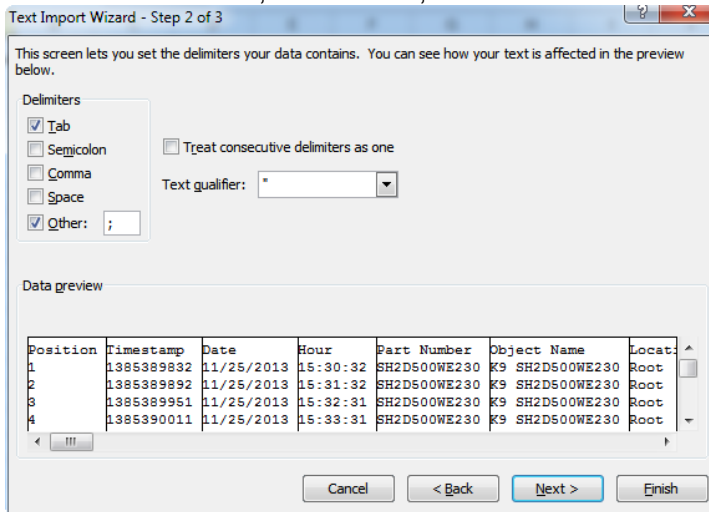 Text Import Wizard - Step 2 of 3
This screen lets you set the delimiters your data contains. You can see how your text is affected in the preview
below.
Delimiters
Tab
Semicolon
Comma
Space
Other: ;
Treat consecutive delimiters as one
Text qualifier: "
Data preview
Position Timestamp Date Hour Part Number Object Name Locati
1 1385389832 11/25/2013 15:30:32 SH2D500WE230 K9 SH2D500WE230 Root
2 1385389892 11/25/2013 15:31:32 SH2D500WE230 K9 SH2D500WE230 Root
3 1385389951 11/25/2013 15:32:31 SH2D500WE230 K9 SH2D500WE230 Root
4 1385390011 11/25/2013 15:33:31 SH2D500WE230 K9 SH2D500WE230 Root
Cancel < Back Next > Finish